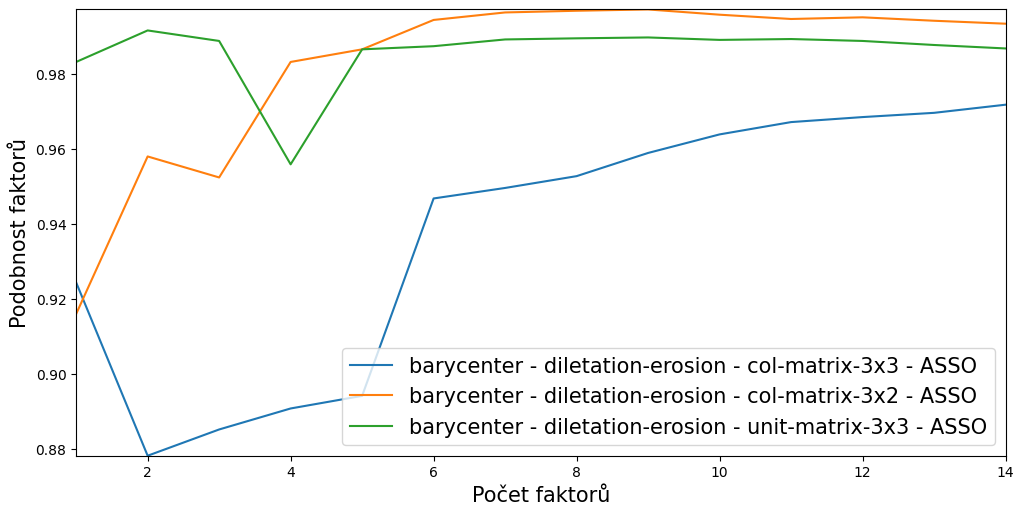 Podobnost faktorů
0.98
0.96
0.94
0.92
0.90
0.88
barycenter - diletation-erosion - col-matrix-3x3 - ASSO
barycenter - diletation-erosion - col-matrix-3x2 - ASSO
barycenter - diletation-erosion - unit-matrix-3x3 - ASSO
2 4 6 8 10 12 14
Počet faktorů